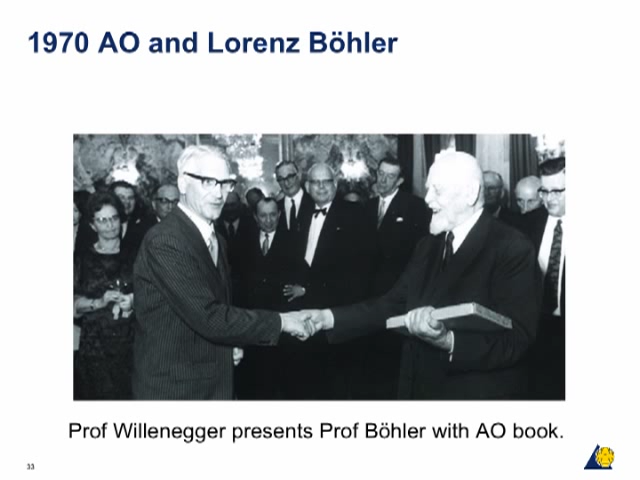 1970 AO and Lorenz Böhler
Prof Willenegger presents Prof Böhler with AO book.
33